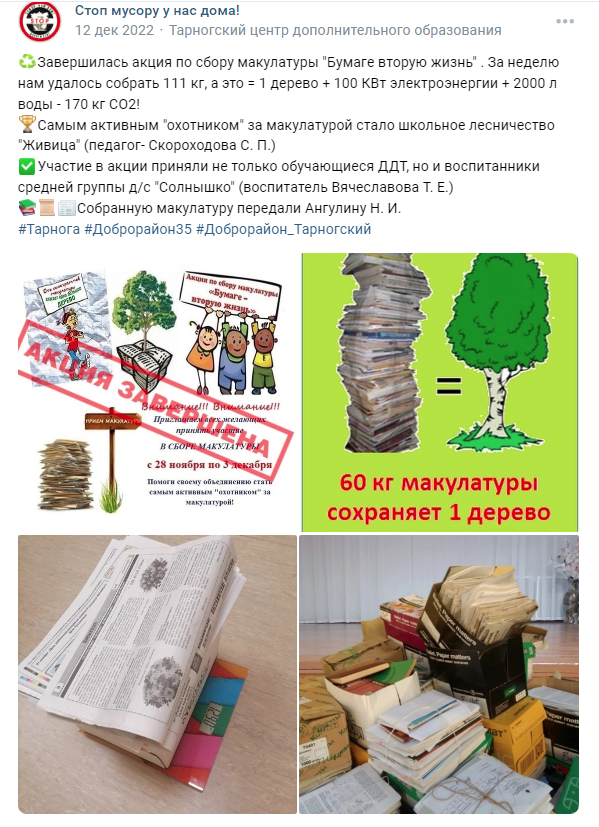 Стоп мусору у нас дома!
12 дек 2022 · Тарногский центр дополнительного образования
♻️Завершилась акция по сбору макулатуры "Бумаге вторую жизнь" . За неделю
нам удалось собрать 111 кг, а это = 1 дерево + 100 КВт электроэнергии + 2000 л
воды - 170 кг СО2!
🏆Самым активным "охотником" за макулатурой стало школьное лесничество
"Живица" (педагог- Скороходова С. П.)
✅Участие в акции приняли не только обучающиеся ДДТ, но и воспитанники
средней группы д/с "Солнышко" (воспитатель Вячеславова Т. Е.)
📚📜📰Собранную макулатуру передали Ангулину Н. И.
#Тарнога #Доброрайон35 #Доброрайон_Тарногский
Акции по сбору макулатуры
«Бумаге –
вторую жизнь»
АКЦИЯ ЗАВЕРШЕНА
ПРИЕМ МАКУЛАТУР
Внимание!!! Внимание!!!
Приглашаем всех желающих
принять участие
В СБОРЕ МАКУЛАТУРЫ
с 28 ноября по 3 декабря
Помоги своему объединению стать
самым активным "охотником" за
макулатурой!
=
60 кг макулатуры
сохраняет 1 дерево
Paper matters